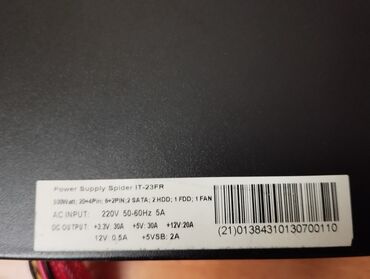 Power Supply Spider IT-23FR
500Watt; 20+4Pin; 6+2PIN; 2 SATA; 2 HDD; 1 FDD; 1 FAN
AC INPUT: 220V 50-60Hz 5A
DC OUTPUT: +3.3V: 30A +5V: 30A +12V:20A
12V 0.5A +5VSB: 2A
(21)01384310130700110